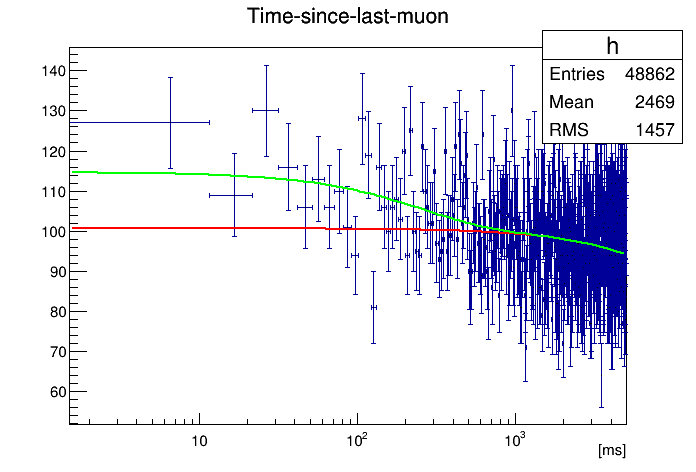 Time-since-last-muon
h
Entries 48862
Mean 2469
RMS 1457
140
130
120
110
100
90
80
70
60
10
10²
10³
[ms]